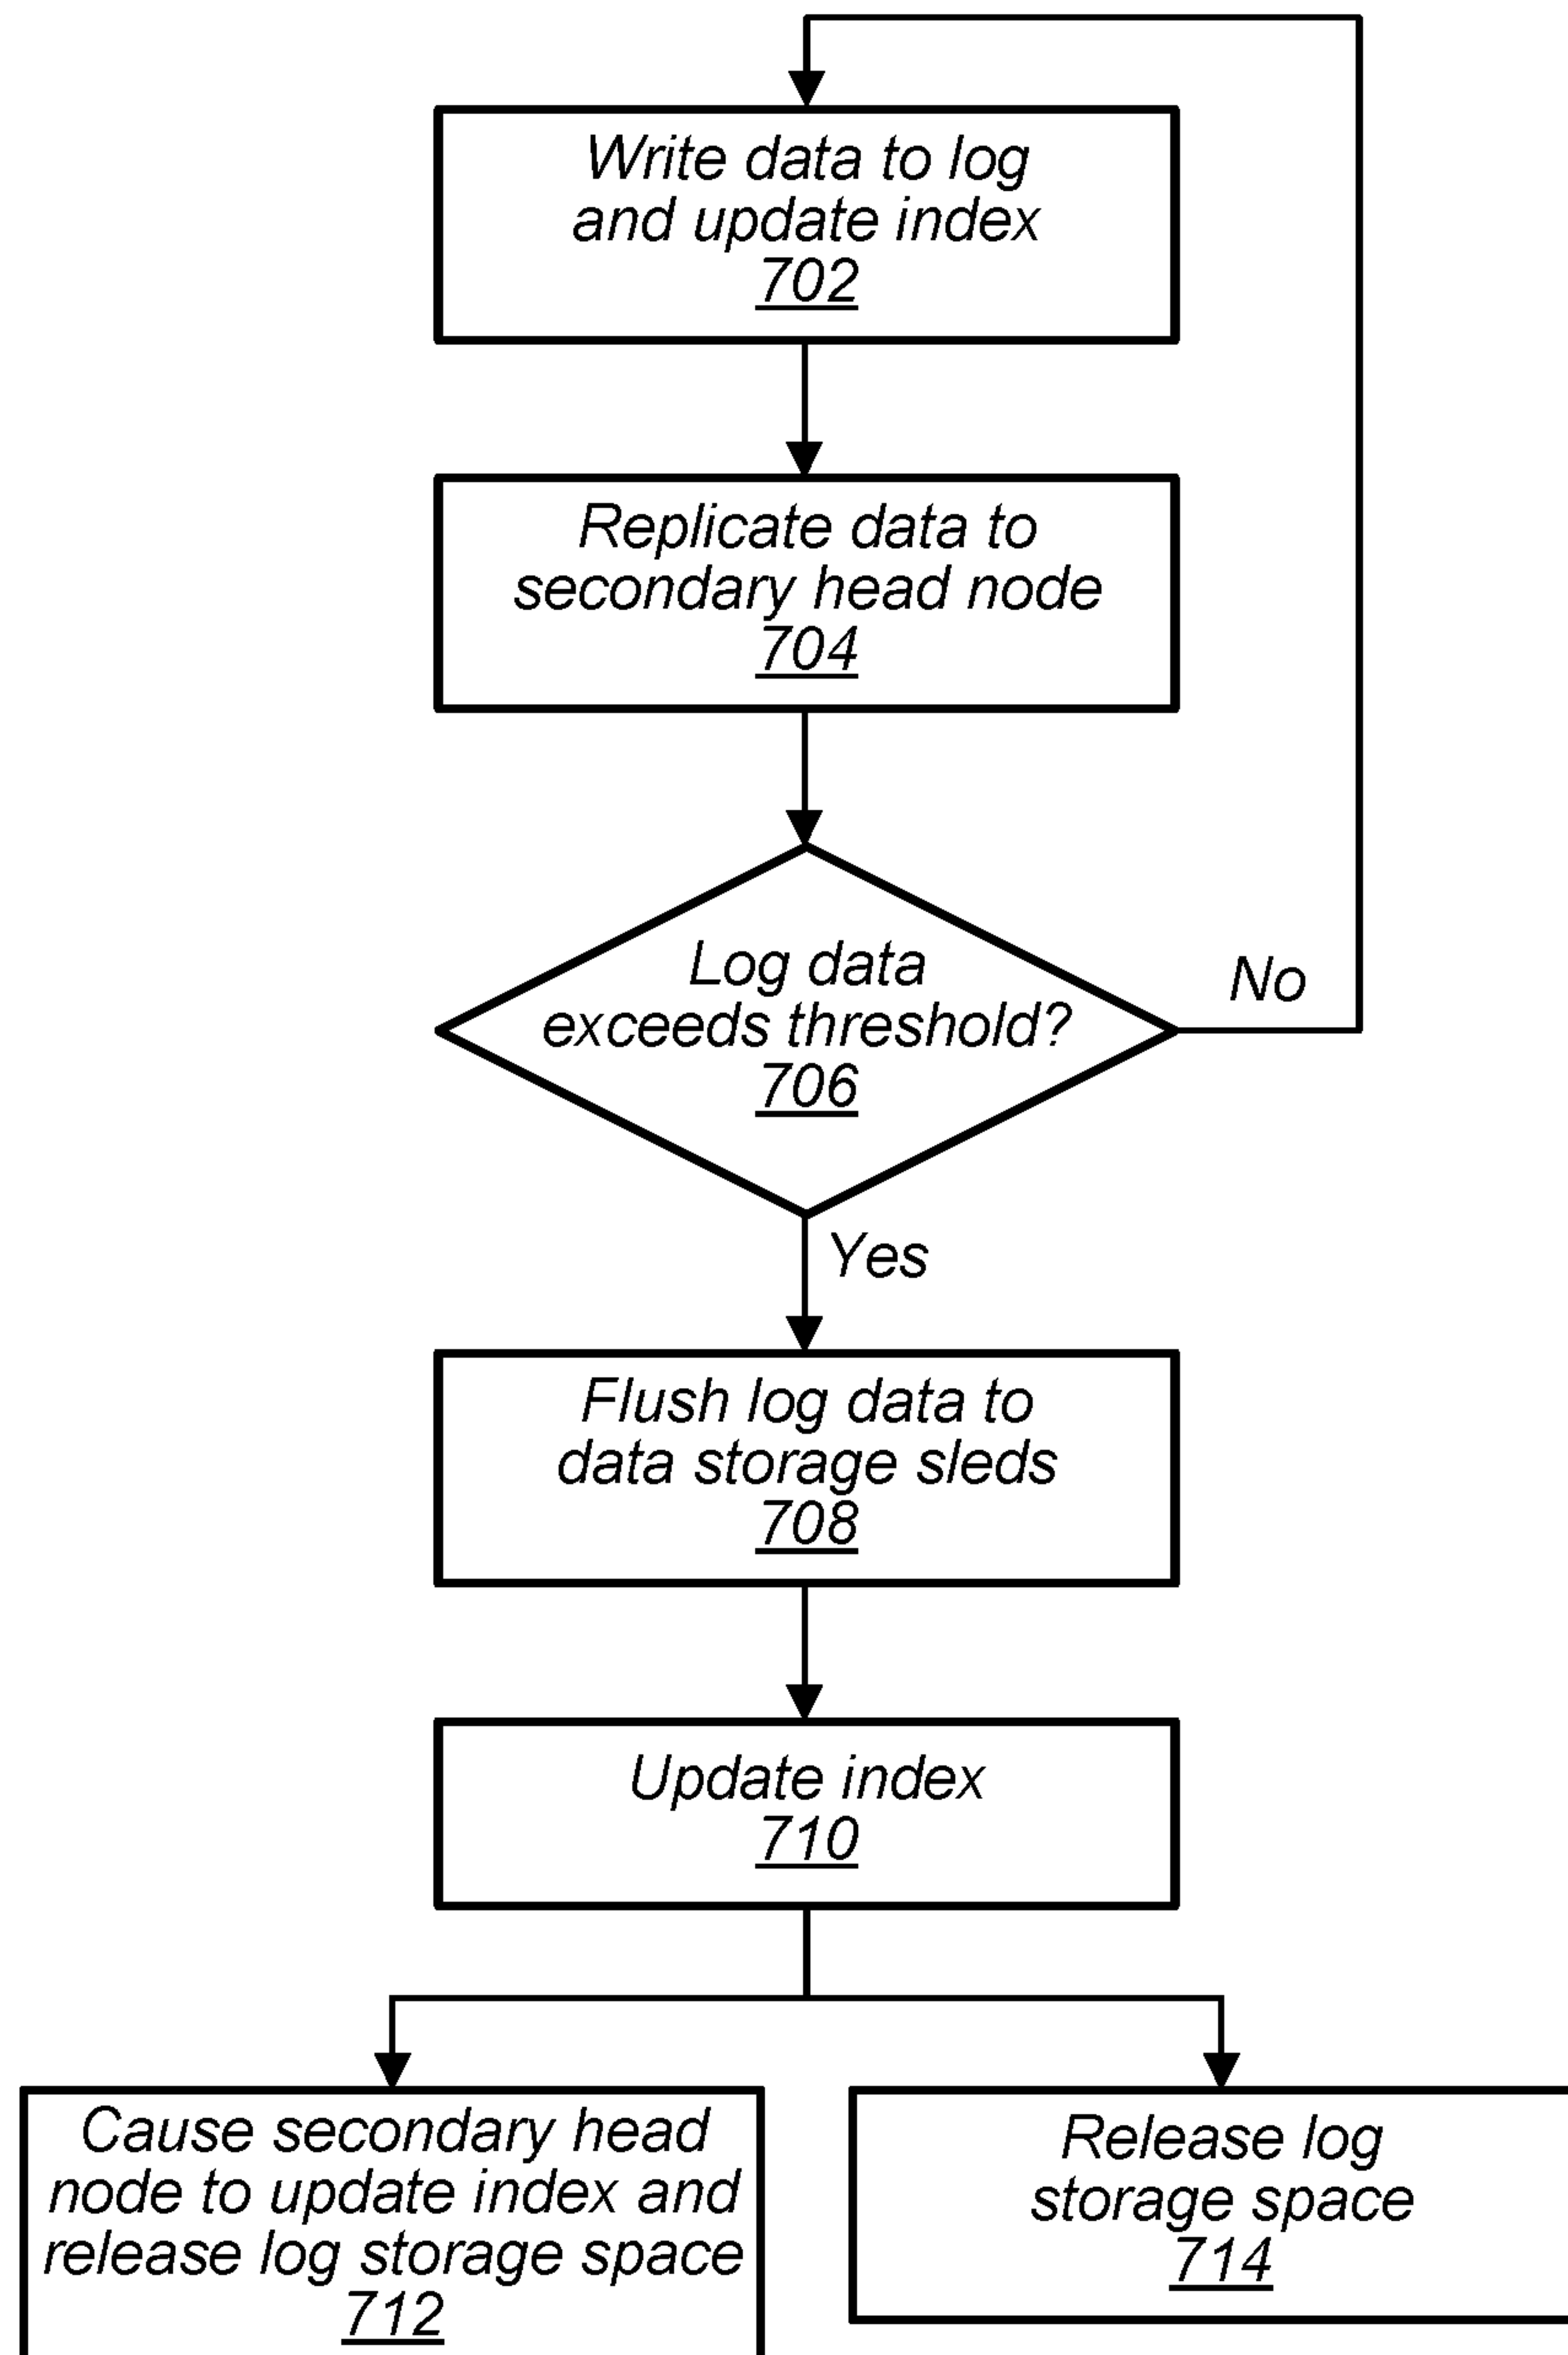 Write data to log
and update index
702
Replicate data to
secondary head node
704
Log data
exceeds threshold?
706
No
Yes
Flush log data to
data storage sleds
708
Update index
710
Cause secondary head
node to update index and
release log storage space
712
Release log
storage space
714